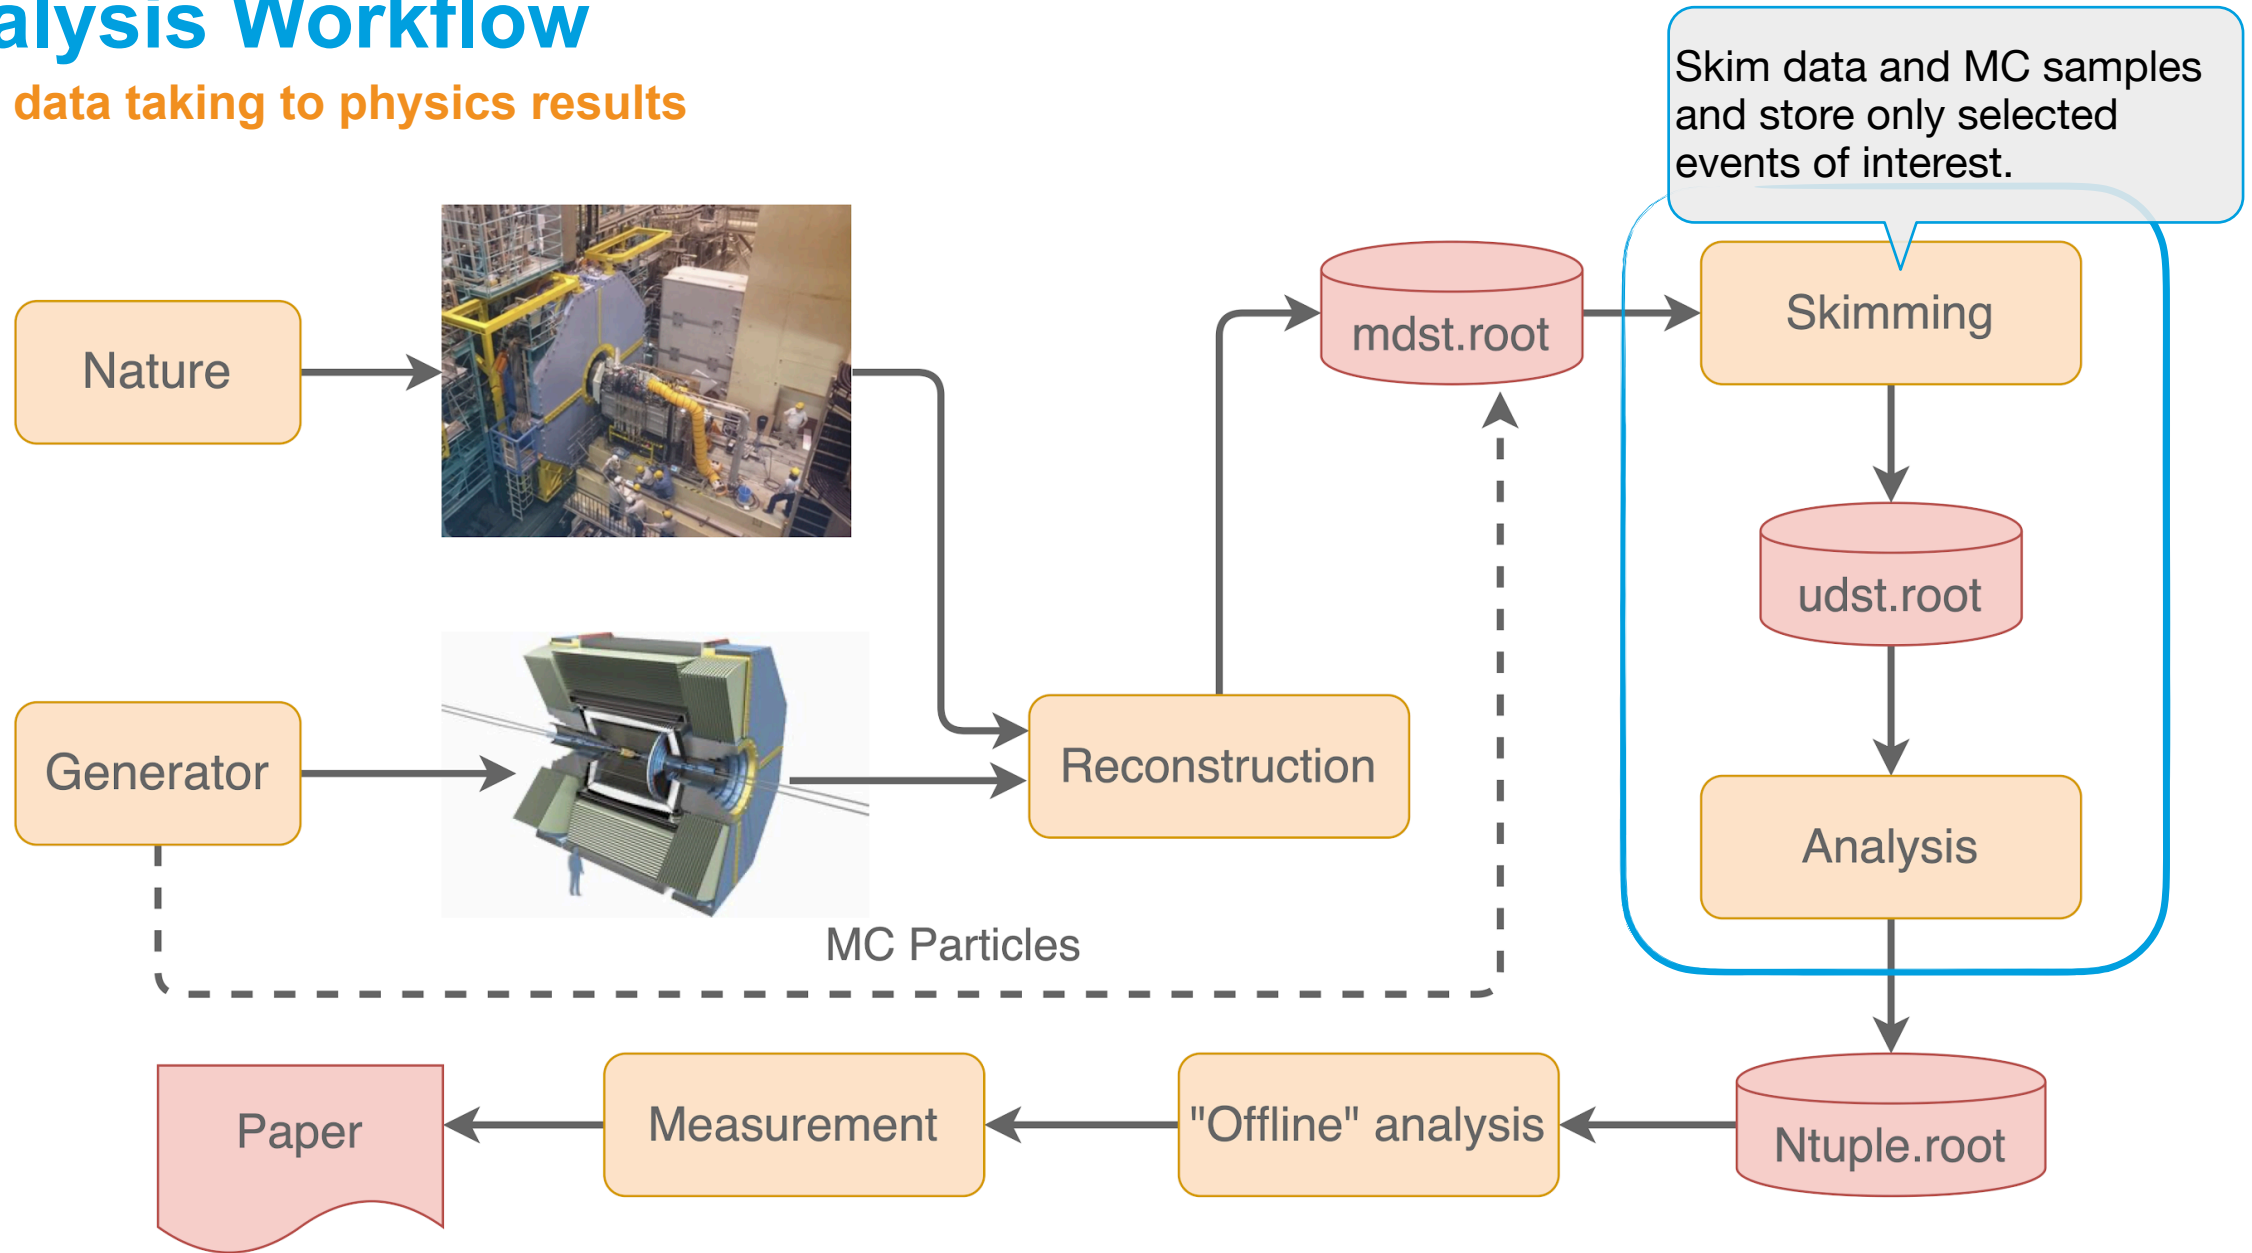 alysis Workflow
data taking to physics results
Skim data and MC samples
and store only selected
events of interest.
Nature
mdst.root
Skimming
udst.root
Generator
Reconstruction
Analysis
MC Particles
Paper
Measurement
"Offline" analysis
Ntuple.root